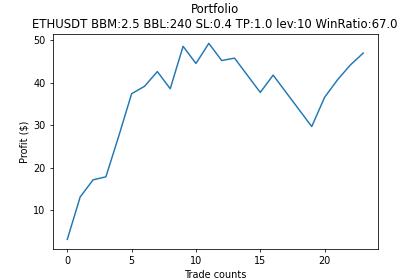 Portfolio
ETHUSDT BBM:2.5 BBL:240 SL:0.4 TP:1.0 lev:10 WinRatio:67.0
50
40
30
20
10
Profit ($)
0 5 10 15 20
Trade counts